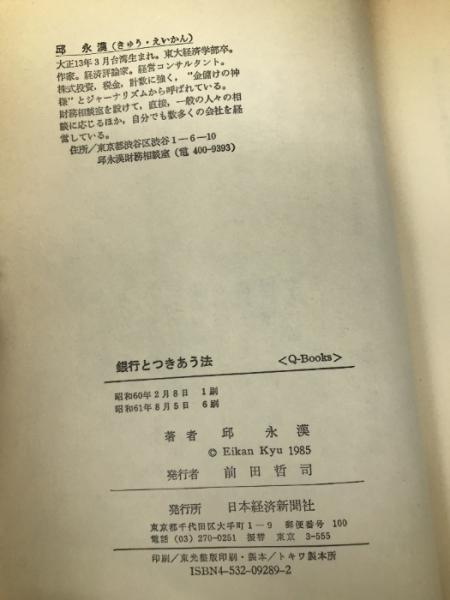 邱 永漢(きゅう・えいかん)
大正13年3月台湾生まれ。東大経済学部卒。
作家。経済評論家。経営コンサルタント。
株式投資，税金，計数に強く，“金儲けの神
様”とジャーナリズムから呼ばれている。
財務相談室を設けて，直接，一般の人々の相
談に応じるほか，自分でも数多くの会社を経
営している。
住所／東京都渋谷区渋谷1－6－10
邱永漢財務相談室(電 400-9393)
銀行とつきあう法 〈Q-Books〉
昭和60年2月8日 1刷
昭和61年8月5日 6刷
著者 邱 永漢
© Eikan Kyu 1985
発行者 前田哲司
発行所 日本経済新聞社
東京都千代田区大手町1－9 郵便番号 100
電話 (03) 270-0251 振替 東京 3－555
印刷／東光整版印刷・製本／トキワ製本所
ISBN4-532-09289-2